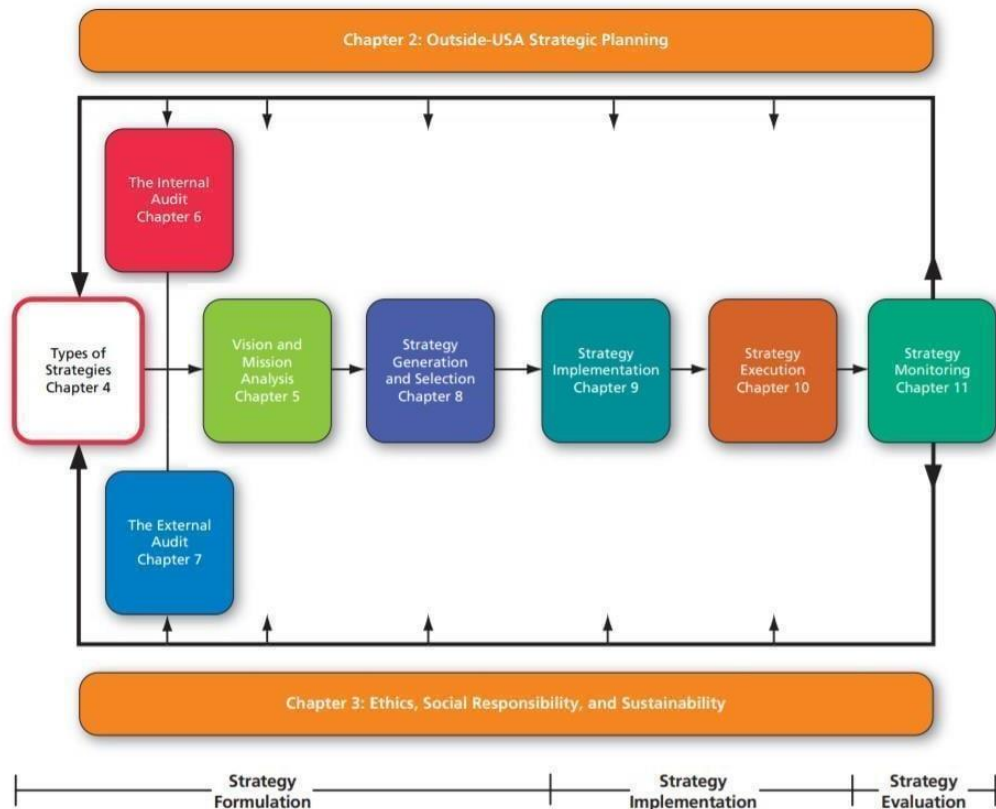 Chapter 2: Outside-USA Strategic Planning
The Internal
Audit
Chapter 6
Types of
Strategies
Chapter 4
Vision and
Mission
Analysis
Chapter 5
Strategy
Generation
and Selection
Chapter 8
Strategy
Implementation
Chapter 9
Strategy
Execution
Chapter 10
Strategy
Monitoring
Chapter 11
The External
Audit
Chapter 7
Chapter 3: Ethics, Social Responsibility, and Sustainability
Strategy
Formulation
Strategy
Implementation
Strategy
Evaluation